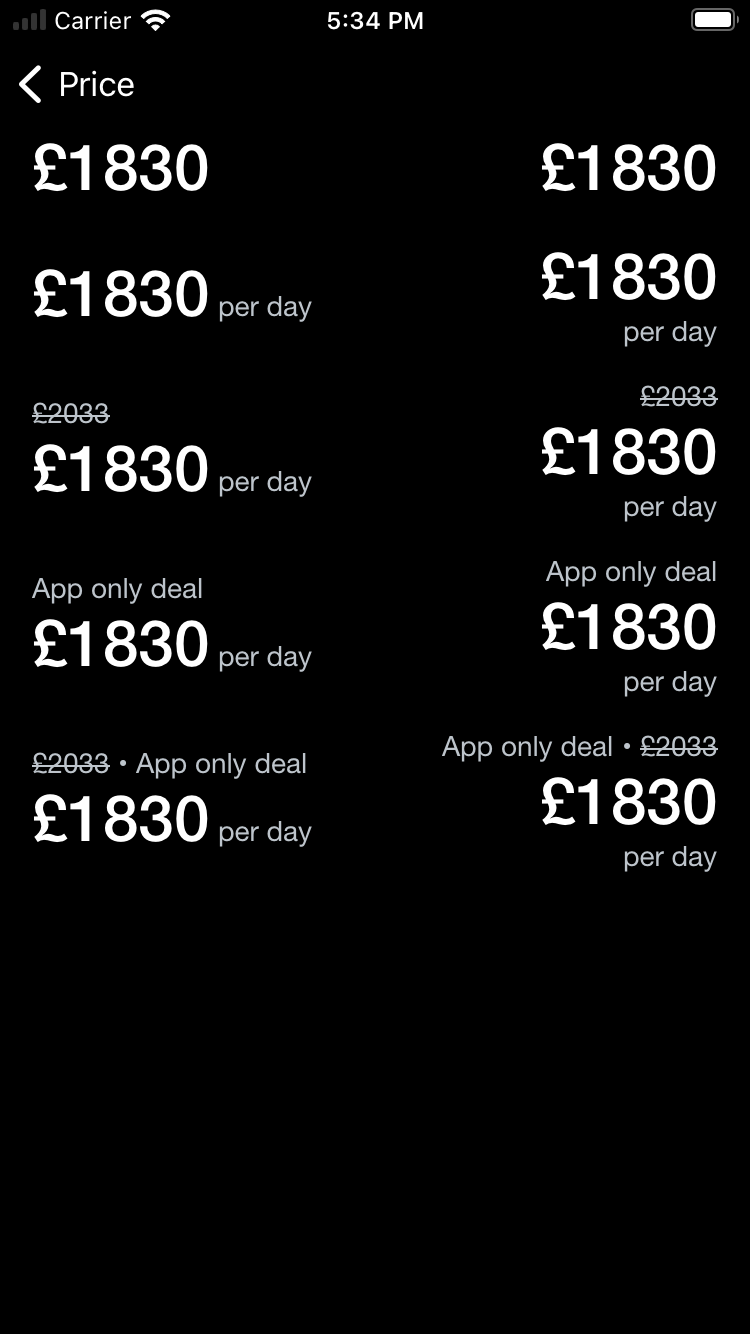 Carrier 5:34 PM
Price
£1830 £1830
£1830 per day £1830
per day
£2033 £2033
£1830 per day £1830
per day
App only deal App only deal
£1830 per day £1830
per day
£2033 • App only deal App only deal • £2033
£1830 per day £1830
per day